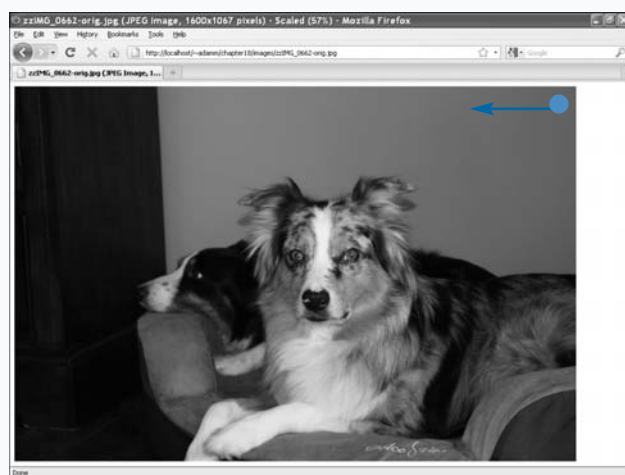 zzIMG_0662-orig.jpg (JPEG Image, 1600x1067 pixels) - Scaled (57%) - Mozilla Firefox
File Edit View History Bookmarks Tools Help
http://localhost/~adamm/chapter18/images/zzIMG_0662-orig.jpg
Google
zzIMG_0662-orig.jpg (JPEG Image, 1...
Done